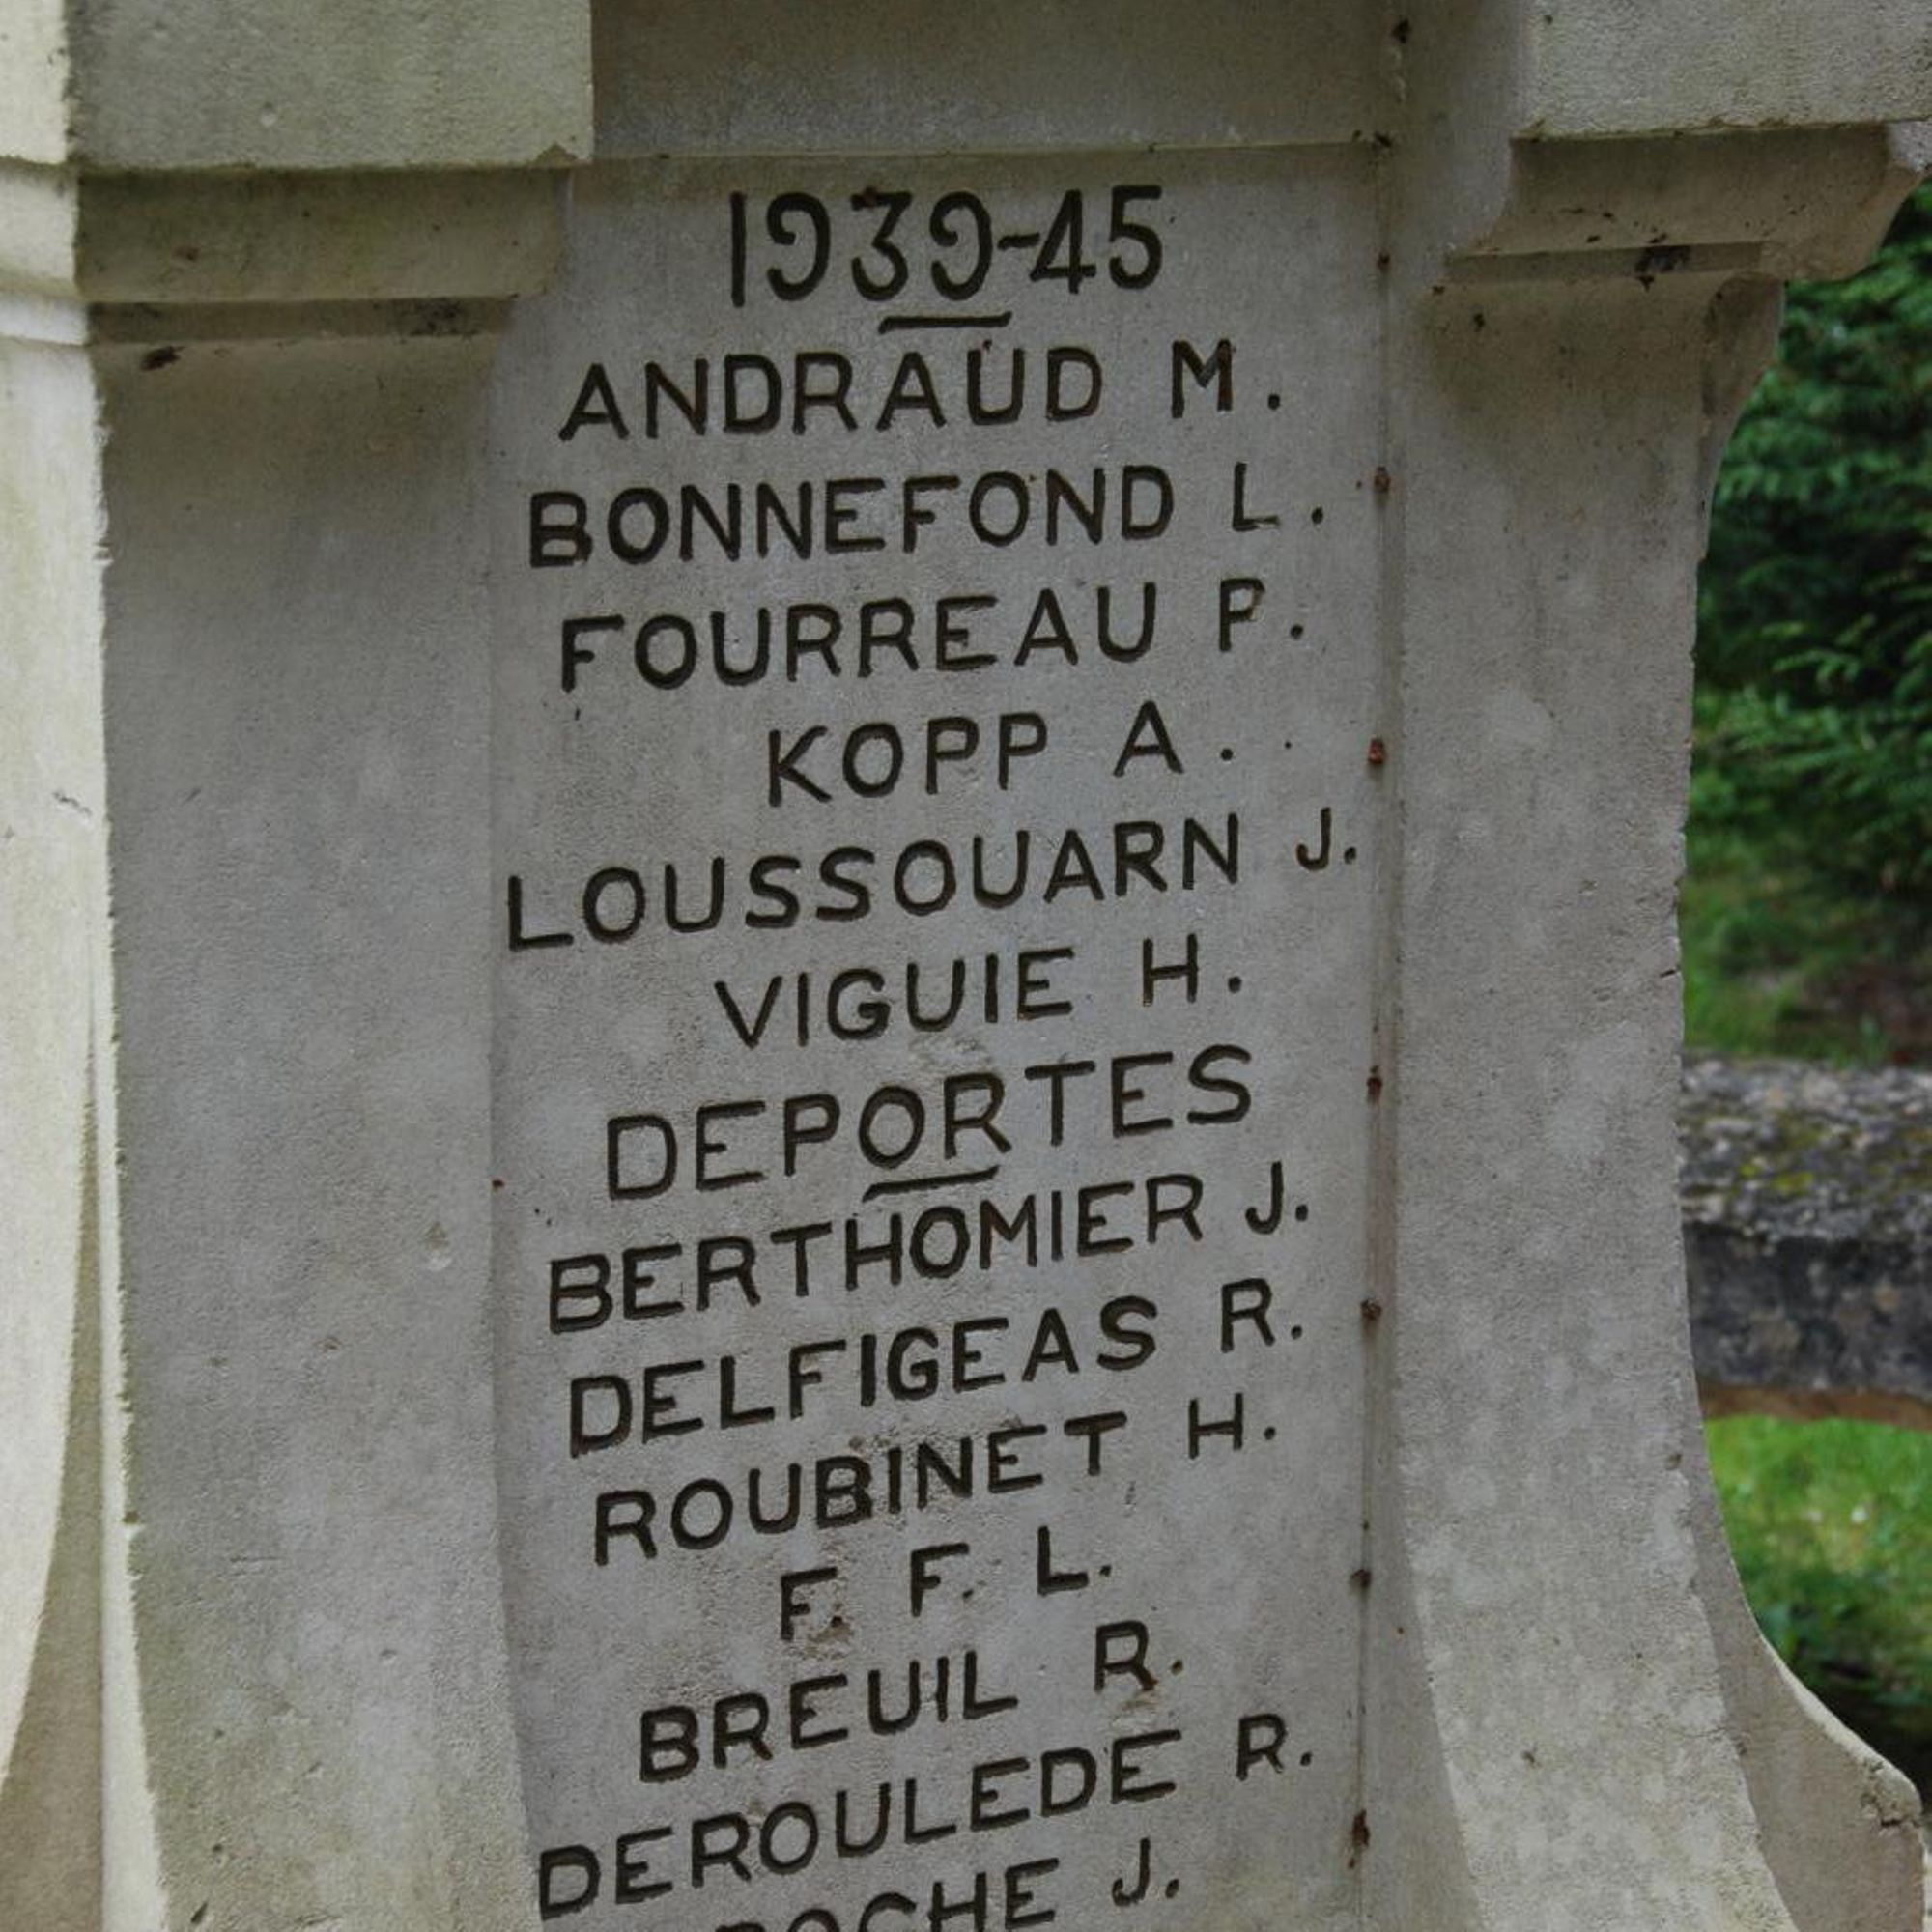 1939-45
ANDRAUD M.
BONNEFOND L.
FOURREAU P.
KOPP A.
LOUSSOUARN J.
VIGUIE H.
DEPORTES
BERTHOMIER J.
DELFIGEAS R.
ROUBINET H.
F. F. L.
BREUIL R.
DEROULEDE R.
J.